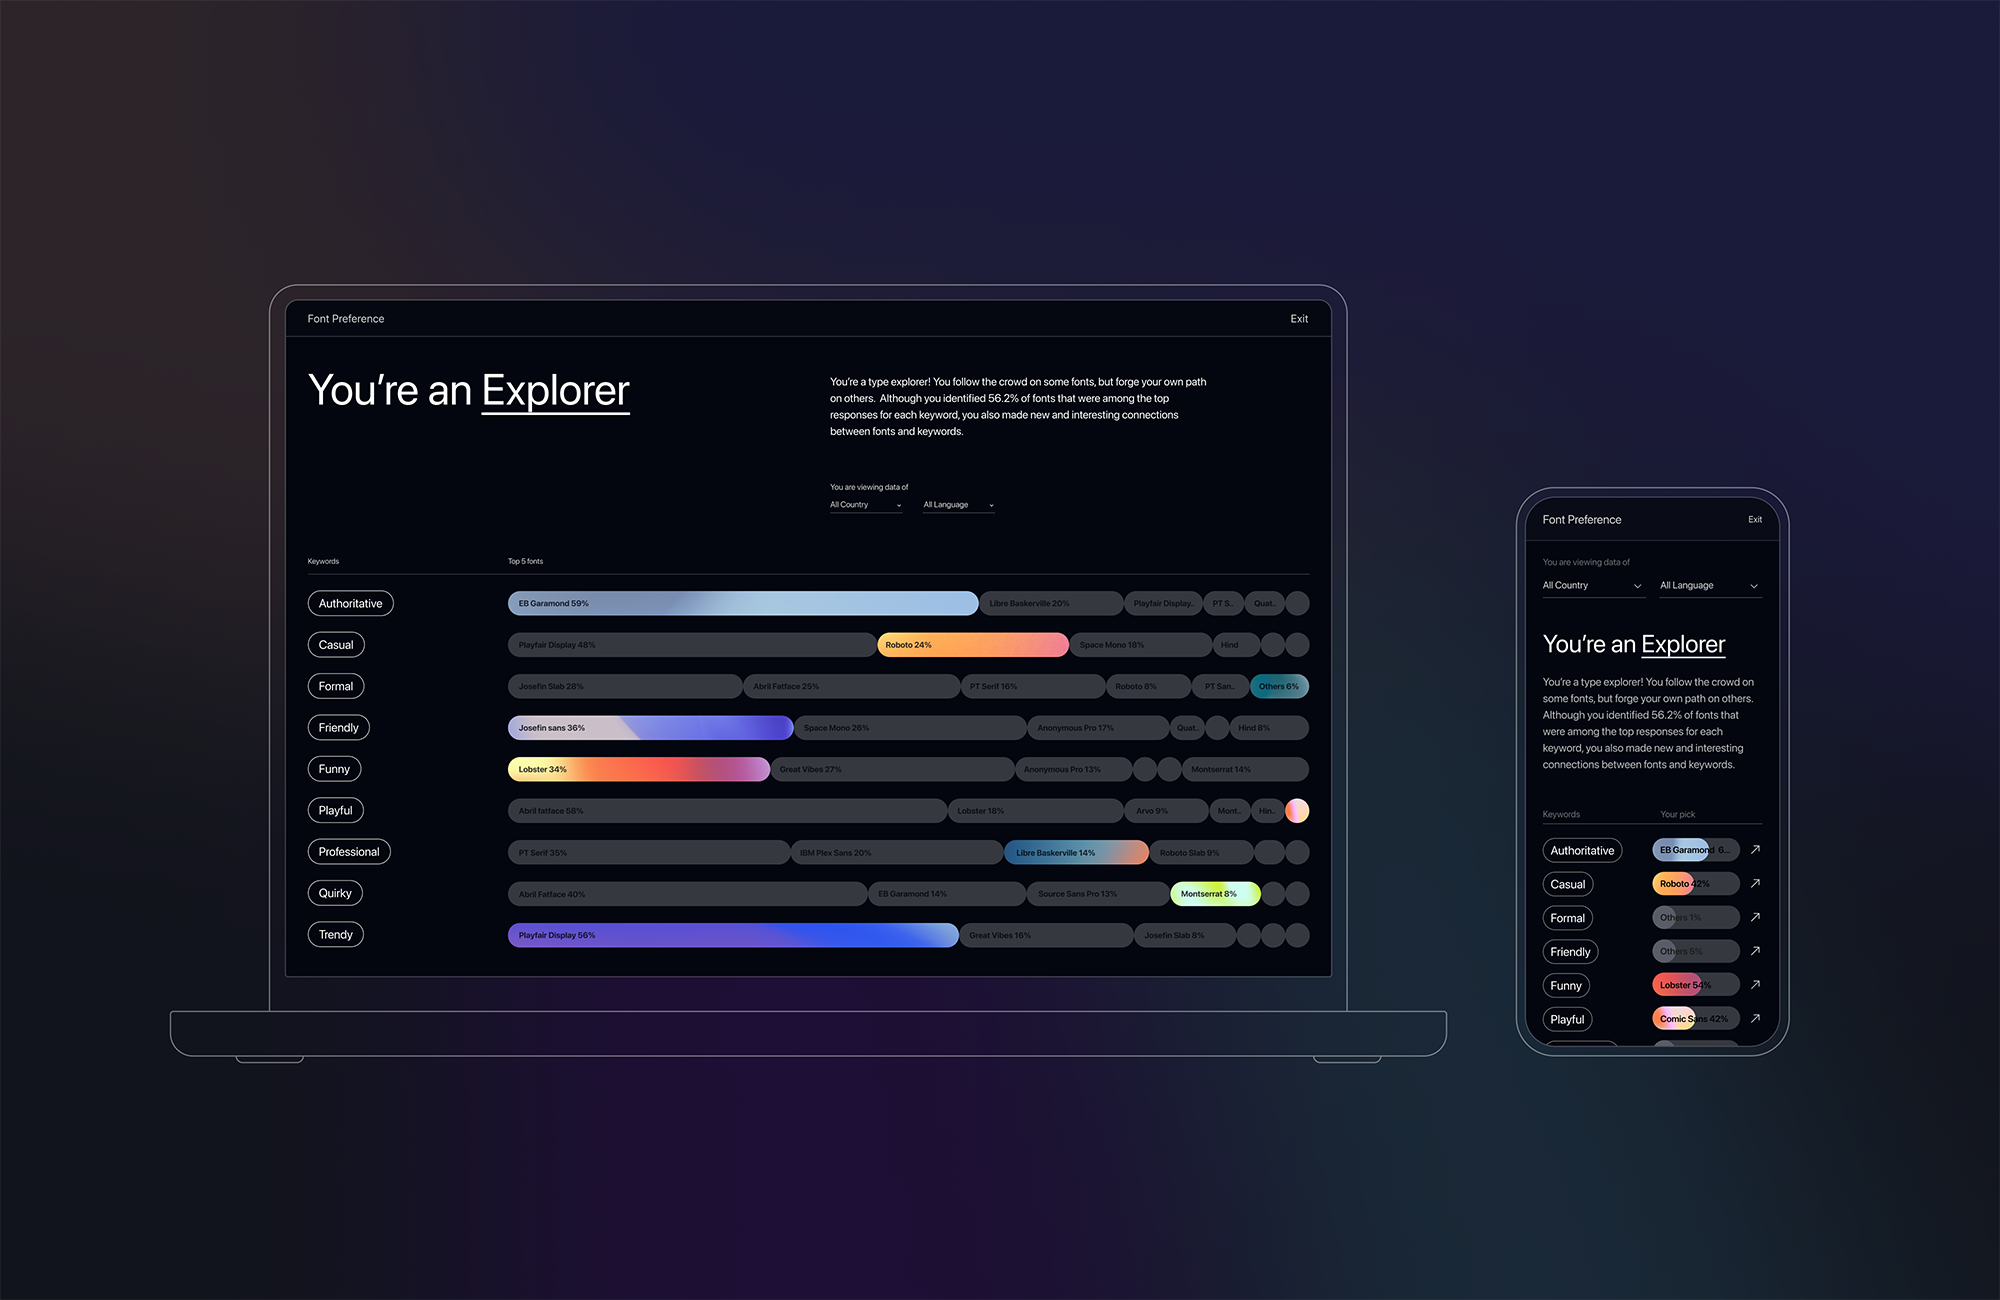 Font Preference
Exit
You're an Explorer
You're a type explorer! You follow the crowd on some fonts, but forge your own path
on others. Although you identified 56.2% of fonts that were among the top
responses for each keyword, you also made new and interesting connections
between fonts and keywords.
You are viewing data of
All Country
All Language
Keywords
Top 5 fonts
Authoritative
EB Garamond 59%
Libre Baskerville 20%
Playfair Display..
PT S..
Quat..
Casual
Playfair Display 48%
Roboto 24%
Space Mono 18%
Hind
Formal
Josefin Slab 28%
Abril Fatface 25%
PT Serif 16%
Roboto 8%
PT San..
Others 6%
Friendly
Josefin sans 36%
Space Mono 26%
Anonymous Pro 17%
Quat..
Hind 8%
Funny
Lobster 34%
Great Vibes 27%
Anonymous Pro 13%
Montserrat 14%
Playful
Abril fatface 58%
Lobster 18%
Arvo 9%
Mont..
Hin..
Professional
PT Serif 35%
IBM Plex Sans 20%
Libre Baskerville 14%
Roboto Slab 9%
Quirky
Abril Fatface 40%
EB Garamond 14%
Source Sans Pro 13%
Montserrat 8%
Trendy
Playfair Display 56%
Great Vibes 16%
Josefin Slab 8%
Font Preference
Exit
You are viewing data of
All Country
All Language
You're an Explorer
You're a type explorer! You follow the crowd on
some fonts, but forge your own path on others.
Although you identified 56.2% of fonts that
were among the top responses for each
keyword, you also made new and interesting
connections between fonts and keywords.
Keywords
Your pick
Authoritative
EB Garamond 6...
Casual
Roboto 42%
Formal
Others 1%
Friendly
Others 5%
Funny
Lobster 54%
Playful
Comic Sans 42%